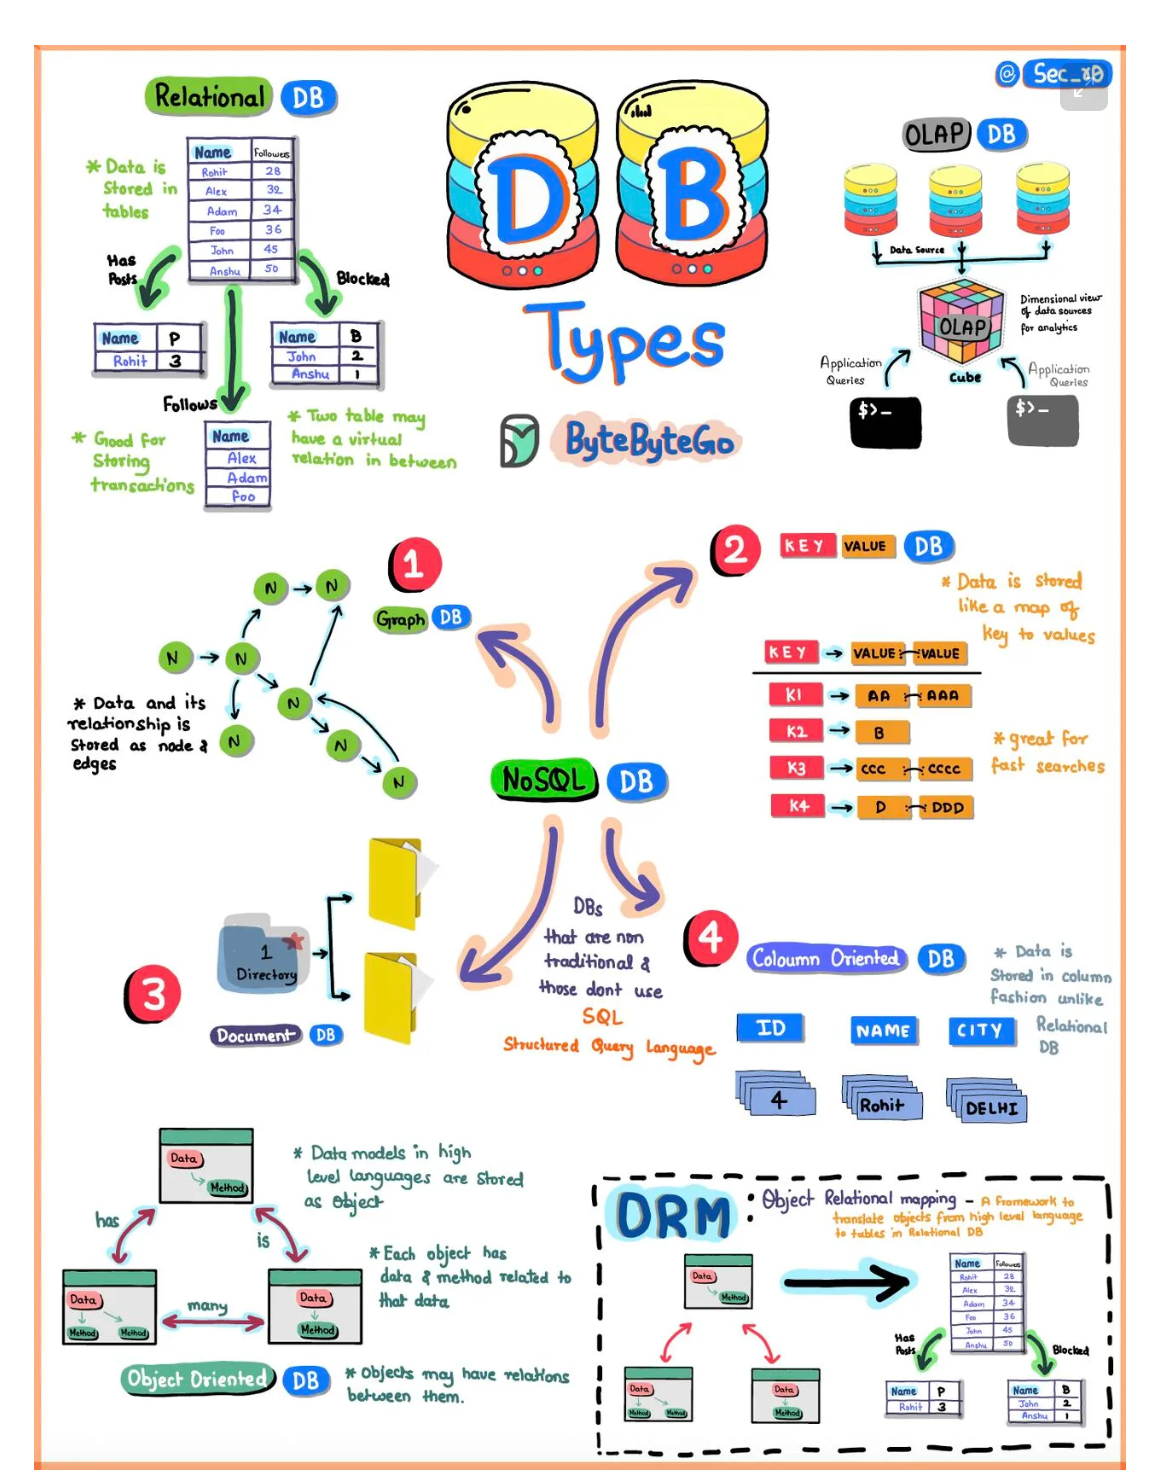 @ Sec_r0
Relational DB
* Data is
Stored in
tables
Name Followers
Rohit 28
Alex 32
Adam 34
Foo 36
John 45
Anshu 50
Has
Posts
Blocked
Name P
Rohit 3
Name B
John 2
Anshu 1
Follows
Name
Alex
Adam
Foo
* Good for
Storing
transactions
* Two table may
have a virtual
relation in between
D B
Types
ByteByteGo
OLAP DB
Data Source
OLAP
Cube
Dimensional view
of data sources
for analytics
Application
Queries
Application
Queries
$>_
$>_
1
Graph DB
N N
N N
N
N N
N
* Data and its
relationship is
Stored as node &
edges
2 KEY VALUE DB
* Data is stored
like a map of
key to values
KEY VALUE VALUE
K1 AA AAA
K2 B
K3 CCC CCCC
K4 D DDD
* great for
fast searches
NoSQL DB
DBs
that are non
traditional &
those dont use
SQL
Structured Query Language
3
1
Directory
Document DB
4
Coloumn Oriented DB
* Data is
Stored in column
fashion unlike
Relational
DB
ID NAME CITY
4 Rohit DELHI
Data
Method
has
is
Data
Method Method
many
Data
Method
* Data models in high
level languages are stored
as object
* Each object has
data & method related to
that data
Object Oriented DB
* Objects may have relations
between them.
ORM : Object Relational mapping - A Framework to
translate objects from high level language
to tables in Relational DB
Data
Method
Data
Method Method
Data
Method
Name Followers
Rohit 28
Alex 32
Adam 34
Foo 36
John 45
Anshu 50
Has
Posts
Blocked
Name P
Rohit 3
Name B
John 2
Anshu 1